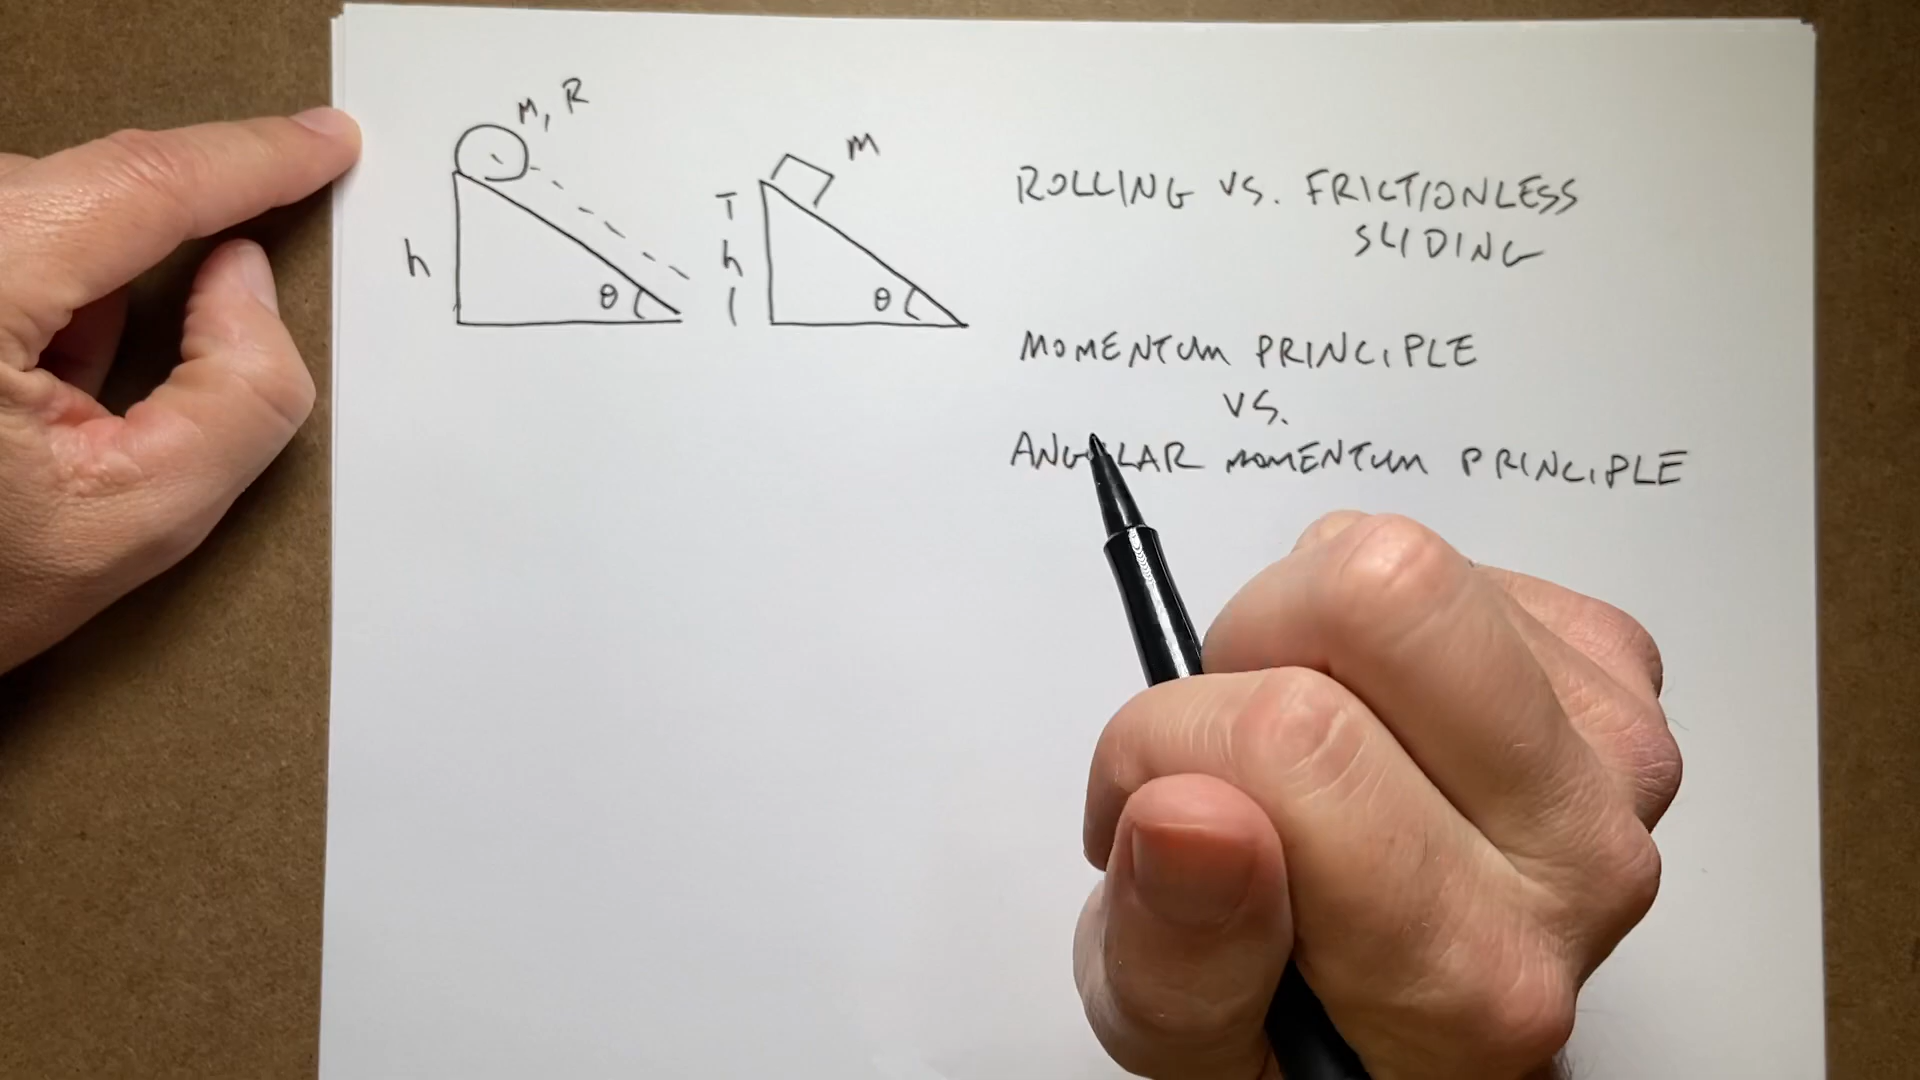 M, R
h
θ
M
T
h
θ
ROLLING VS. FRICTIONLESS
SLIDING
MOMENTUM PRINCIPLE
VS.
ANGULAR MOMENTUM PRINCIPLE